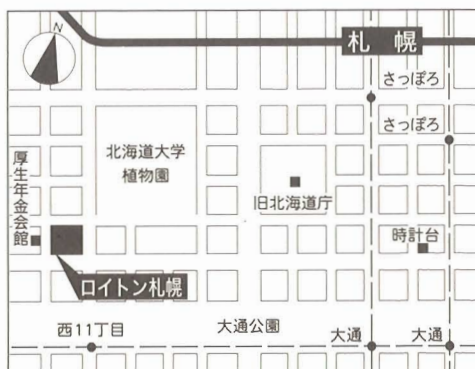 N
札幌
さっぽろ
さっぽろ
北海道大学
植物園
厚生年金会館
旧北海道庁
時計台
ロイトン札幌
西11丁目
大通公園
大通
大通